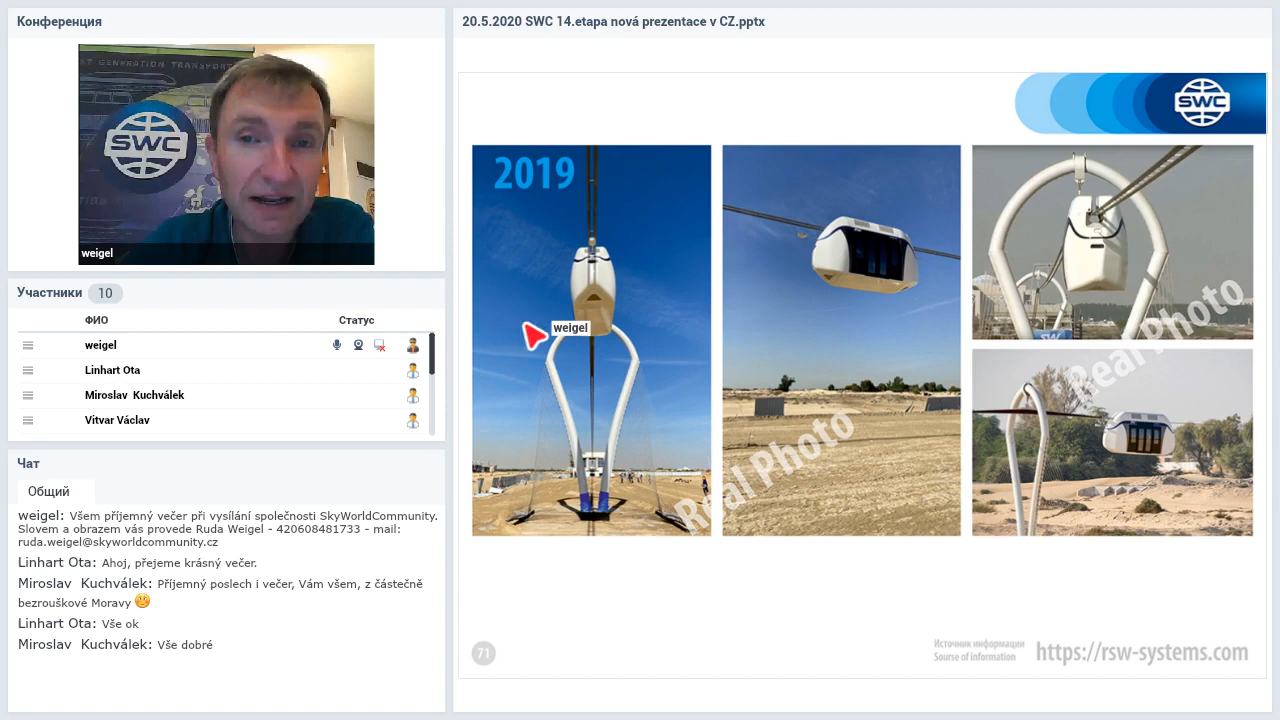 Конференция
NEXT GENERATION TRANSPORT
SWC
weigel
Участники 10
ФИО Статус
weigel
Linhart Ota
Miroslav Kuchválek
Vitvar Václav
Чат
Общий
weigel: Všem příjemný večer při vysílání společnosti SkyWorldCommunity.
Slovem a obrazem vás provede Ruda Weigel - 420608481733 - mail:
ruda.weigel@skyworldcommunity.cz
Linhart Ota: Ahoj, přejeme krásný večer.
Miroslav Kuchválek: Příjemný poslech i večer, Vám všem, z částečně
bezrouškové Moravy
Linhart Ota: Vše ok
Miroslav Kuchválek: Vše dobré
20.5.2020 SWC 14.etapa nová prezentace v CZ.pptx
SWC
2019
weigel
Real Photo
Real Photo
71
Источник информации
Sourse of information
https://rsw-systems.com